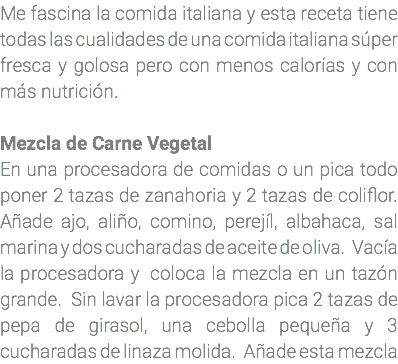 Me fascina la comida italiana y esta receta tiene
todas las cualidades de una comida italiana súper
fresca y golosa pero con menos calorías y con
más nutrición.

Mezcla de Carne Vegetal
En una procesadora de comidas o un pica todo
poner 2 tazas de zanahoria y 2 tazas de coliflor.
Añade ajo, aliño, comino, perejíl, albahaca, sal
marina y dos cucharadas de aceite de oliva. Vacía
la procesadora y coloca la mezcla en un tazón
grande. Sin lavar la procesadora pica 2 tazas de
pepa de girasol, una cebolla pequeña y 3
cucharadas de linaza molida. Añade esta mezcla